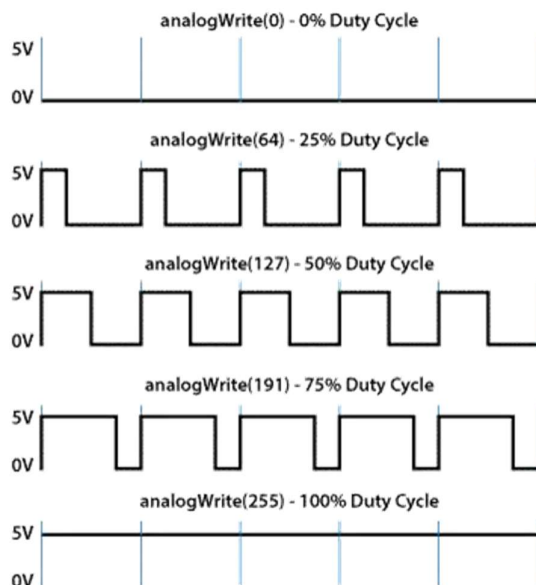 analogWrite(0) - 0% Duty Cycle
5V
0V
analogWrite(64) - 25% Duty Cycle
5V
0V
analogWrite(127) - 50% Duty Cycle
5V
0V
analogWrite(191) - 75% Duty Cycle
5V
0V
analogWrite(255) - 100% Duty Cycle
5V
0V